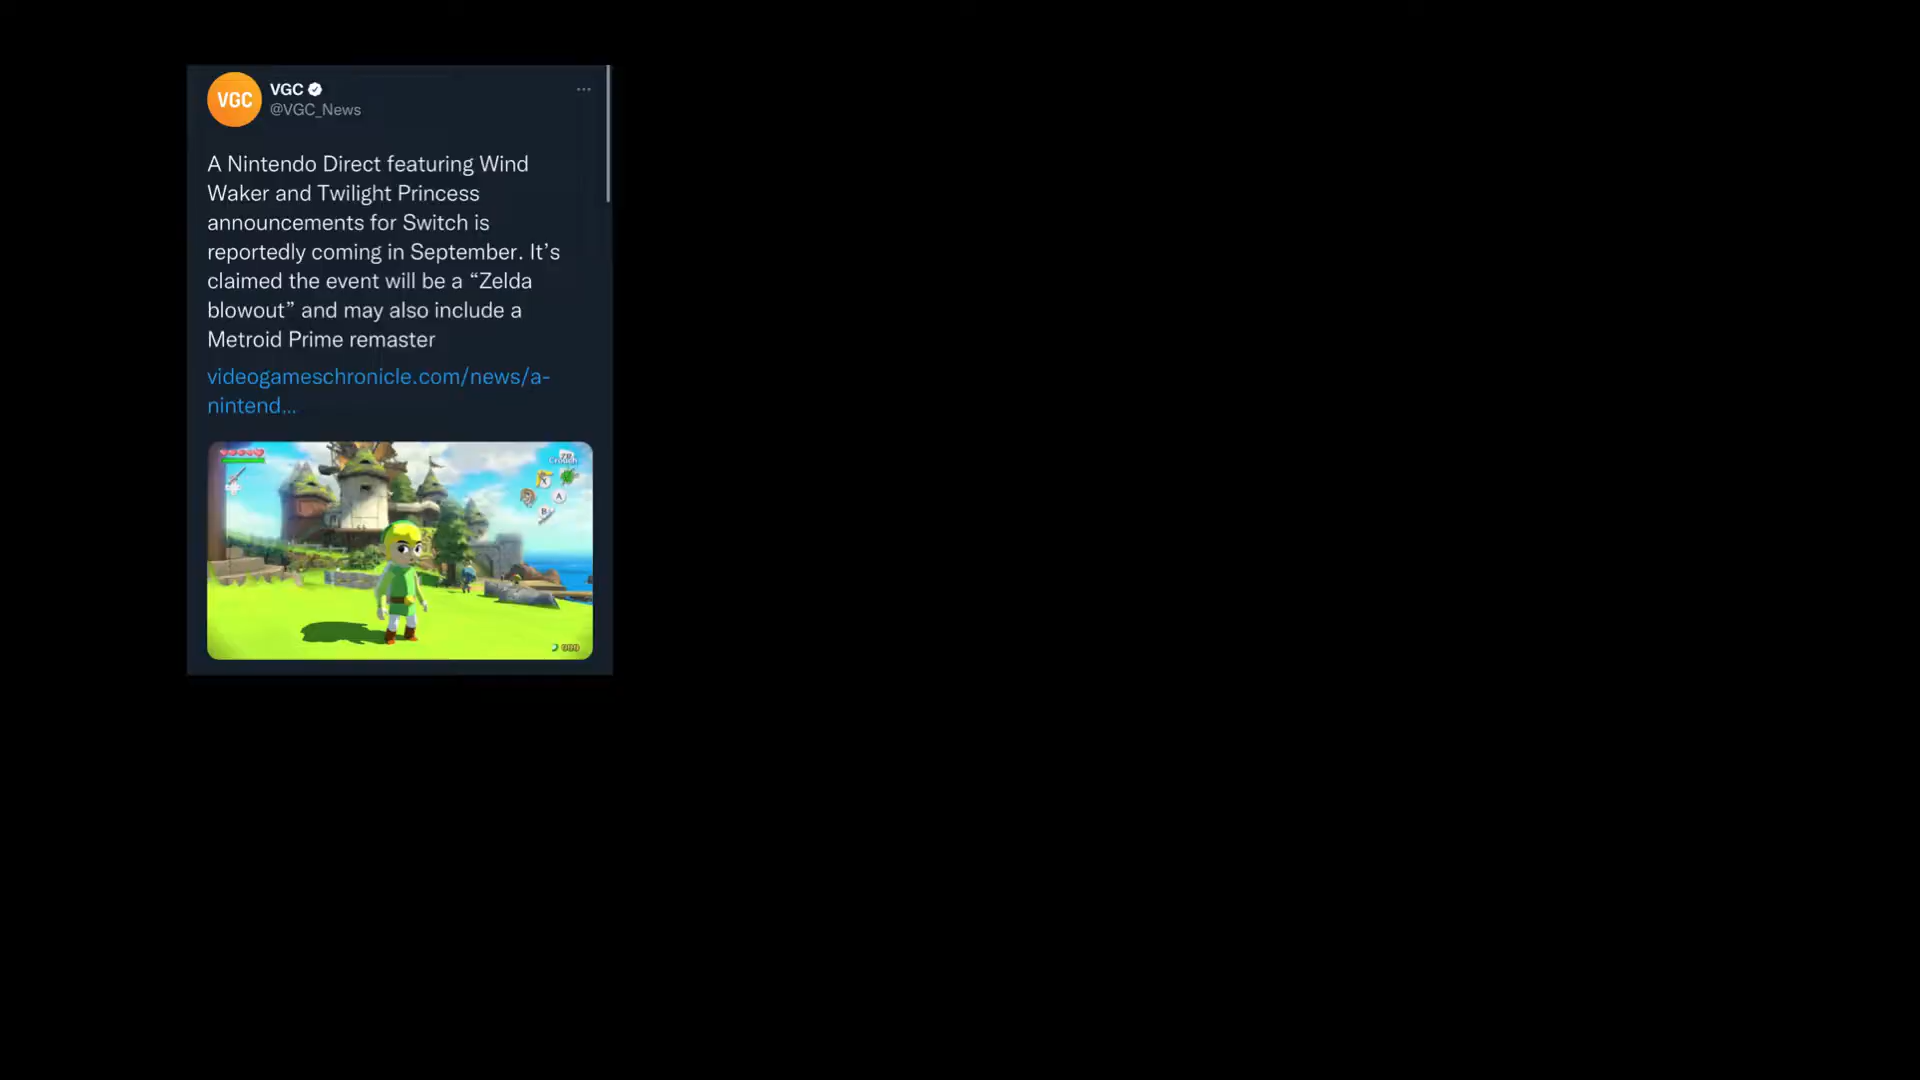 VGC
VGC
@VGC_News
A Nintendo Direct featuring Wind
Waker and Twilight Princess
announcements for Switch is
reportedly coming in September. It’s
claimed the event will be a “Zelda
blowout” and may also include a
Metroid Prime remaster
videogameschronicle.com/news/a-
nintend...
ZR
Crouch
X
A
B